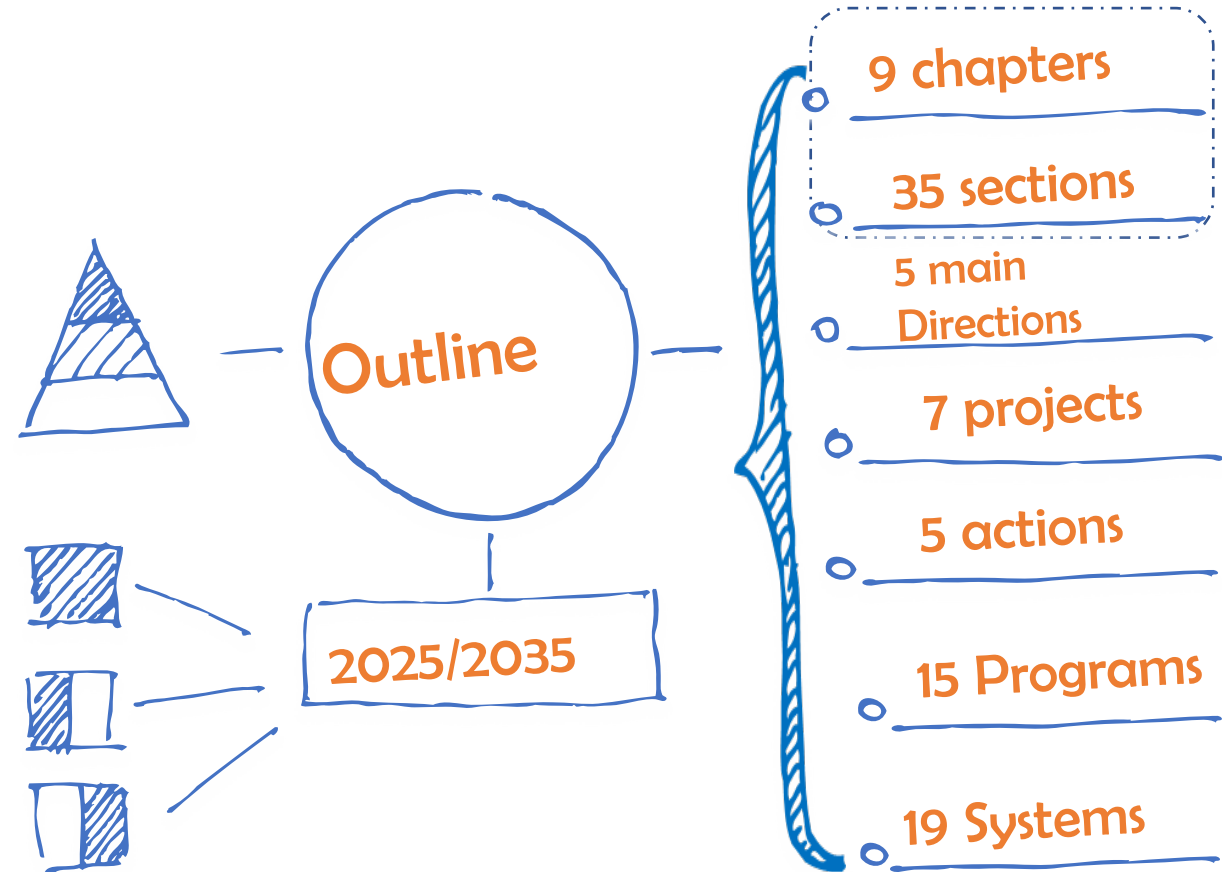 Outline
2025/2035
9 chapters
35 sections
5 main
Directions
7 projects
5 actions
15 Programs
19 Systems